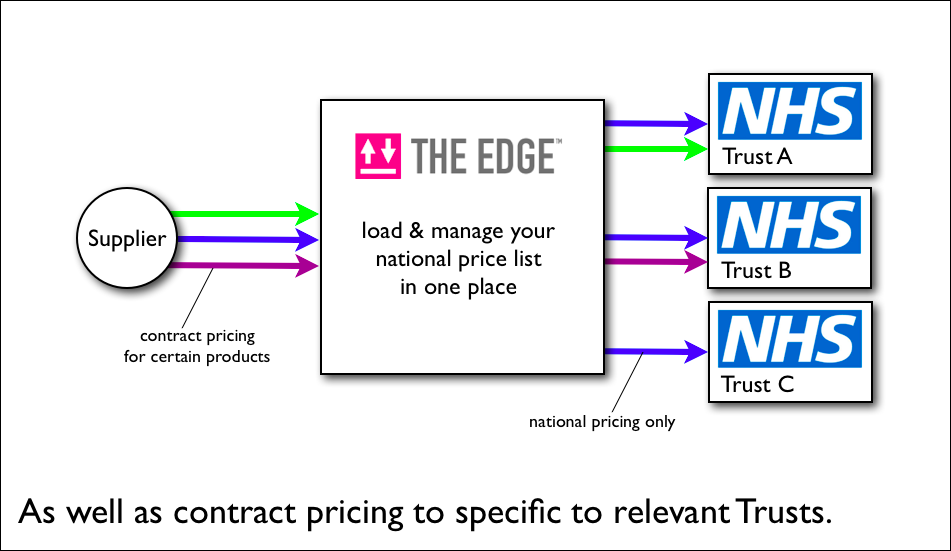 NHS
Trust A
THE EDGE™
Supplier
load & manage your
national price list
in one place
NHS
Trust B
contract pricing
for certain products
NHS
Trust C
national pricing only
As well as contract pricing to specific to relevant Trusts.